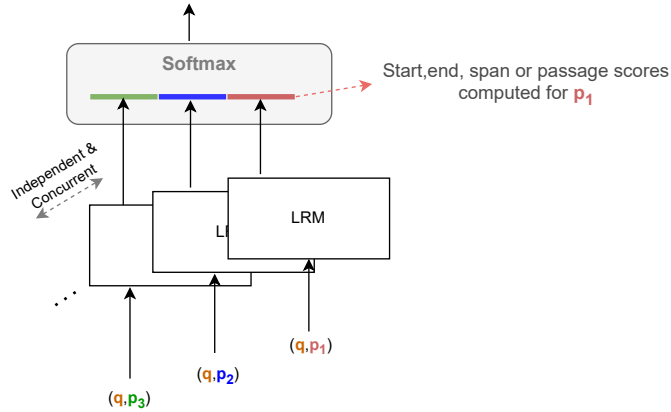 Softmax
Start,end, span or passage scores
computed for p1
Independent &
Concurrent
LRM
(q,p1)
(q,p2)
(q,p3)
. . .